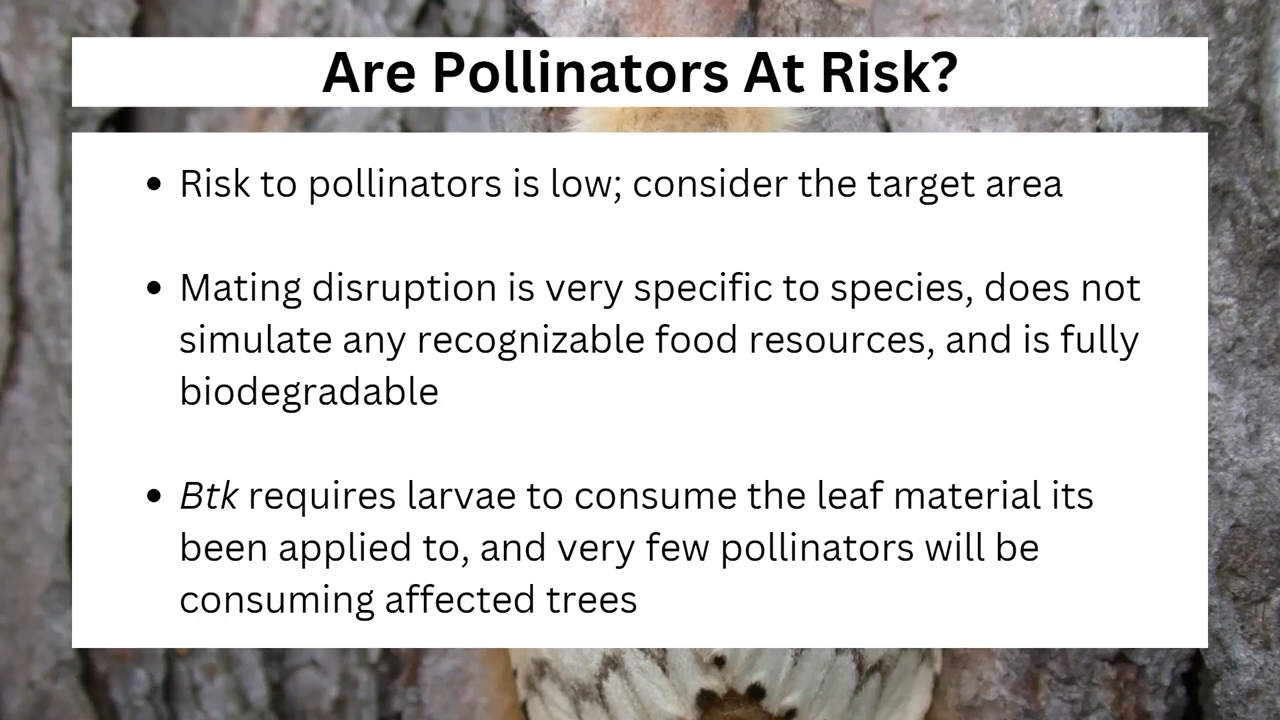 Are Pollinators At Risk?
• Risk to pollinators is low; consider the target area
• Mating disruption is very specific to species, does not
simulate any recognizable food resources, and is fully
biodegradable
• Btk requires larvae to consume the leaf material its
been applied to, and very few pollinators will be
consuming affected trees